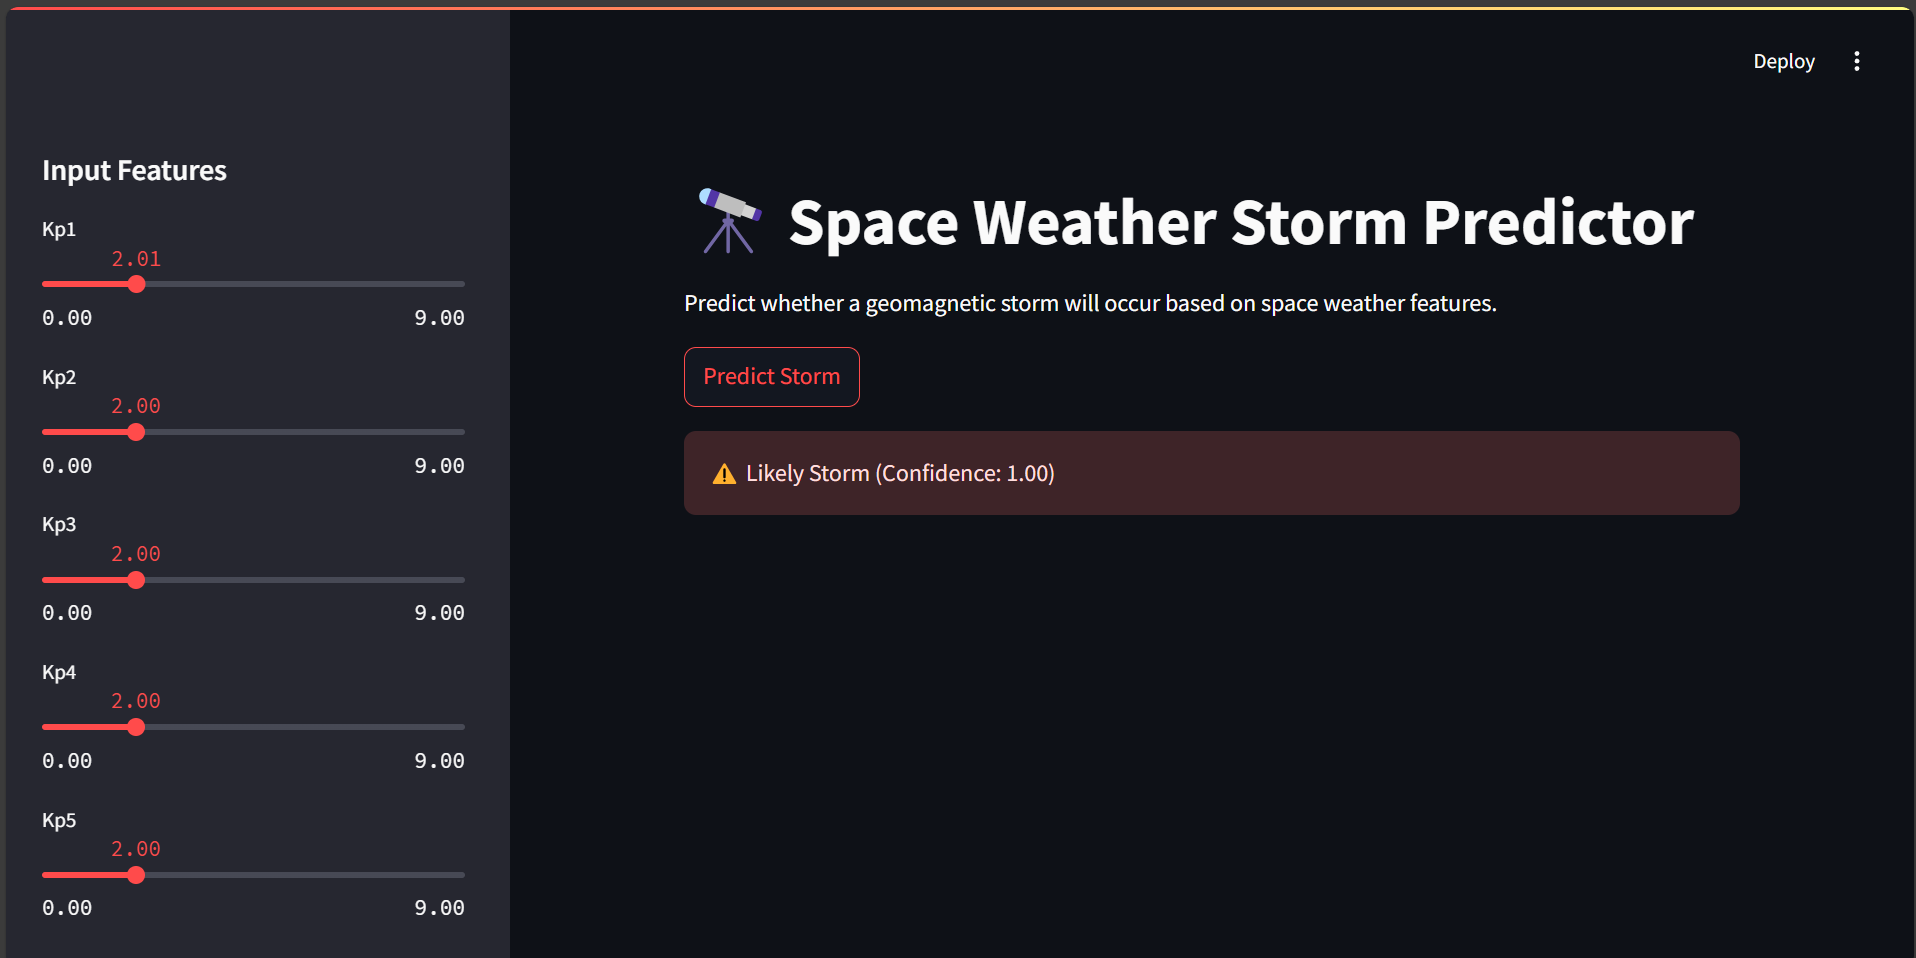 Deploy
Input Features
Kp1
2.01
0.00 9.00
Kp2
2.00
0.00 9.00
Kp3
2.00
0.00 9.00
Kp4
2.00
0.00 9.00
Kp5
2.00
0.00 9.00
Space Weather Storm Predictor
Predict whether a geomagnetic storm will occur based on space weather features.
Predict Storm
Likely Storm (Confidence: 1.00)